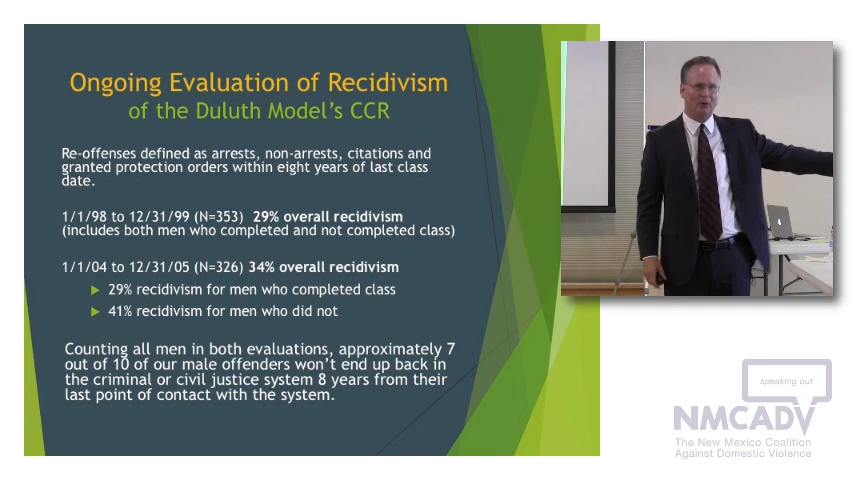 Ongoing Evaluation of Recidivism
of the Duluth Model's CCR
Re-offenses defined as arrests, non-arrests, citations and
granted protection orders within eight years of last class
date.
1/1/98 to 12/31/99 (N=353) 29% overall recidivism
(includes both men who completed and not completed class)
1/1/04 to 12/31/05 (N=326) 34% overall recidivism
29% recidivism for men who completed class
41% recidivism for men who did not
Counting all men in both evaluations, approximately 7
out of 10 of our male offenders won't end up back in
the criminal or civil justice system 8 years from their
last point of contact with the system.
speaking out
NMCADV
The New Mexico Coalition
Against Domestic Violence